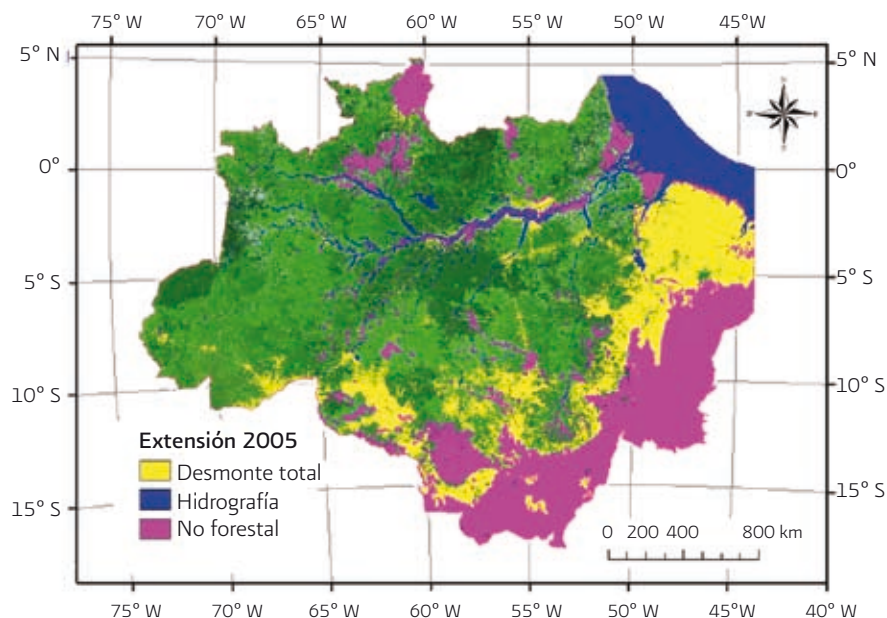 75° W 70° W 65° W 60° W 55° W 50° W 45° W
5° N 5° N
0° 0°
5° S 5° S
10° S 10° S
Extensión 2005
Desmonte total
Hidrografía
No forestal
15° S 15° S
0 200 400 800 km
75° W 70° W 65° W 60° W 55° W 50° W 45° W 40° W